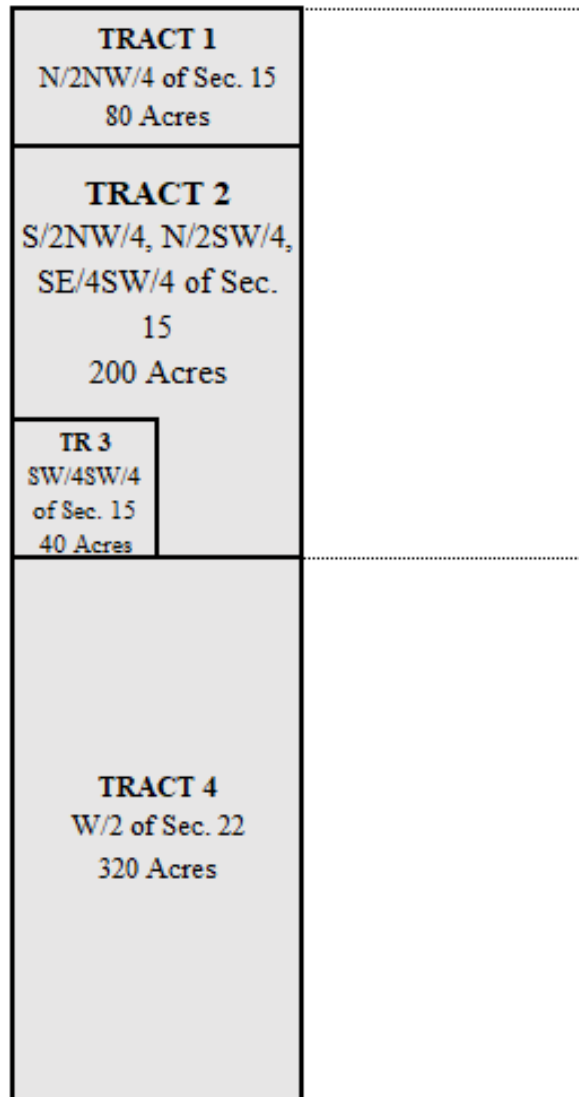 TRACT 1
N/2NW/4 of Sec. 15
80 Acres
TRACT 2
S/2NW/4, N/2SW/4,
SE/4SW/4 of Sec.
15
200 Acres
TR 3
SW/4SW/4
of Sec. 15
40 Acres
TRACT 4
W/2 of Sec. 22
320 Acres